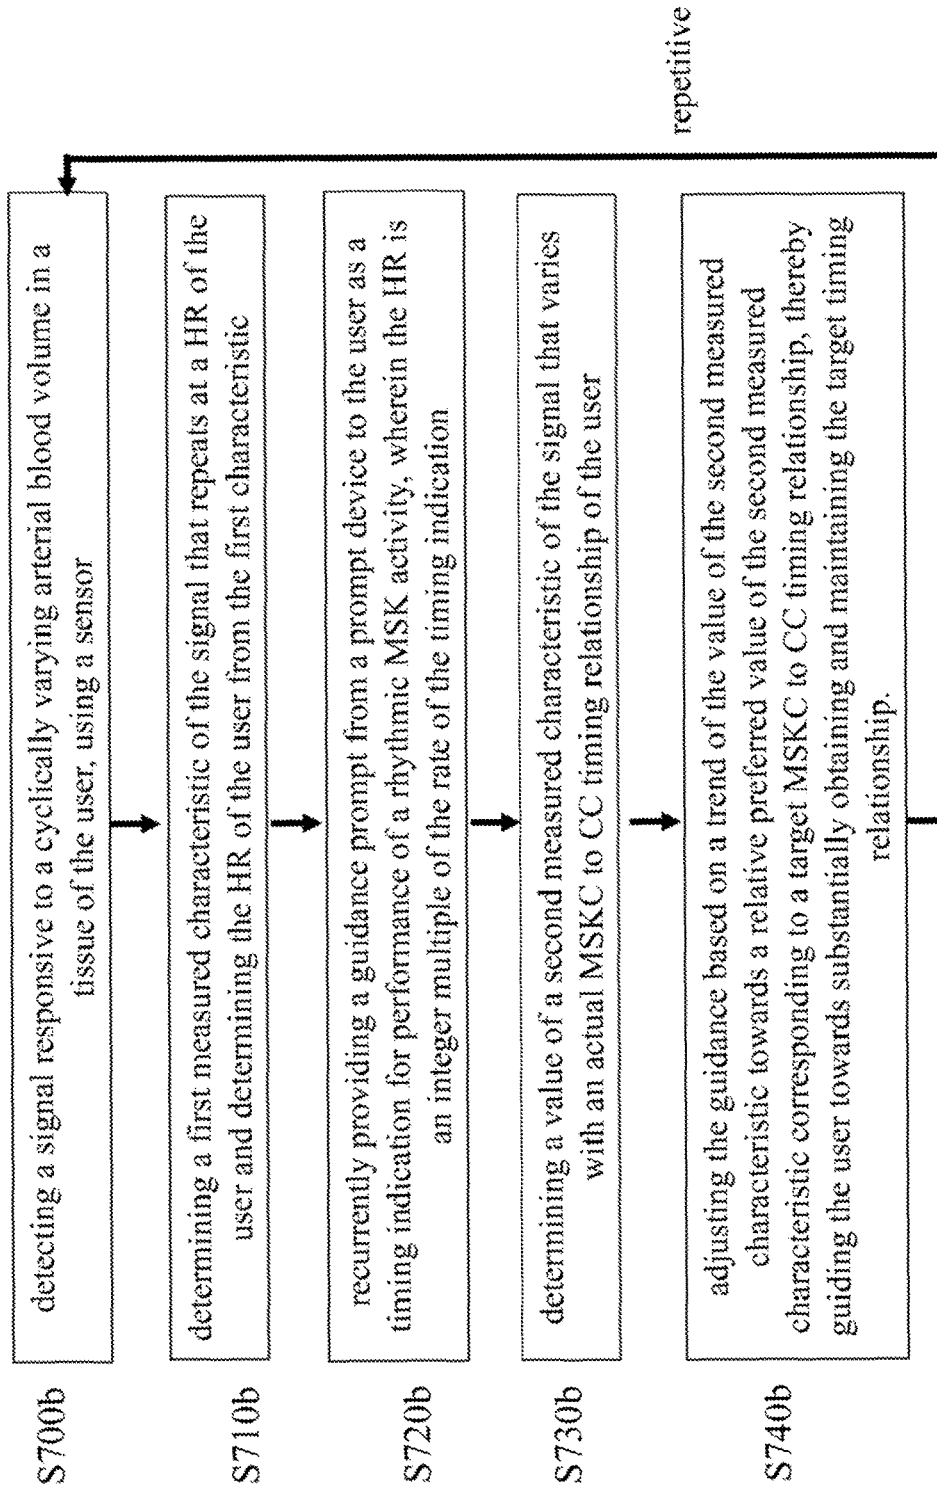 S700b
detecting a signal responsive to a cyclically varying arterial blood volume in a
tissue of the user, using a sensor
S710b
determining a first measured characteristic of the signal that repeats at a HR of the
user and determining the HR of the user from the first characteristic
S720b
recurrently providing a guidance prompt from a prompt device to the user as a
timing indication for performance of a rhythmic MSK activity, wherein the HR is
an integer multiple of the rate of the timing indication
S730b
determining a value of a second measured characteristic of the signal that varies
with an actual MSKC to CC timing relationship of the user
S740b
adjusting the guidance based on a trend of the value of the second measured
characteristic towards a relative preferred value of the second measured
characteristic corresponding to a target MSKC to CC timing relationship, thereby
guiding the user towards substantially obtaining and maintaining the target timing
relationship.
repetitive